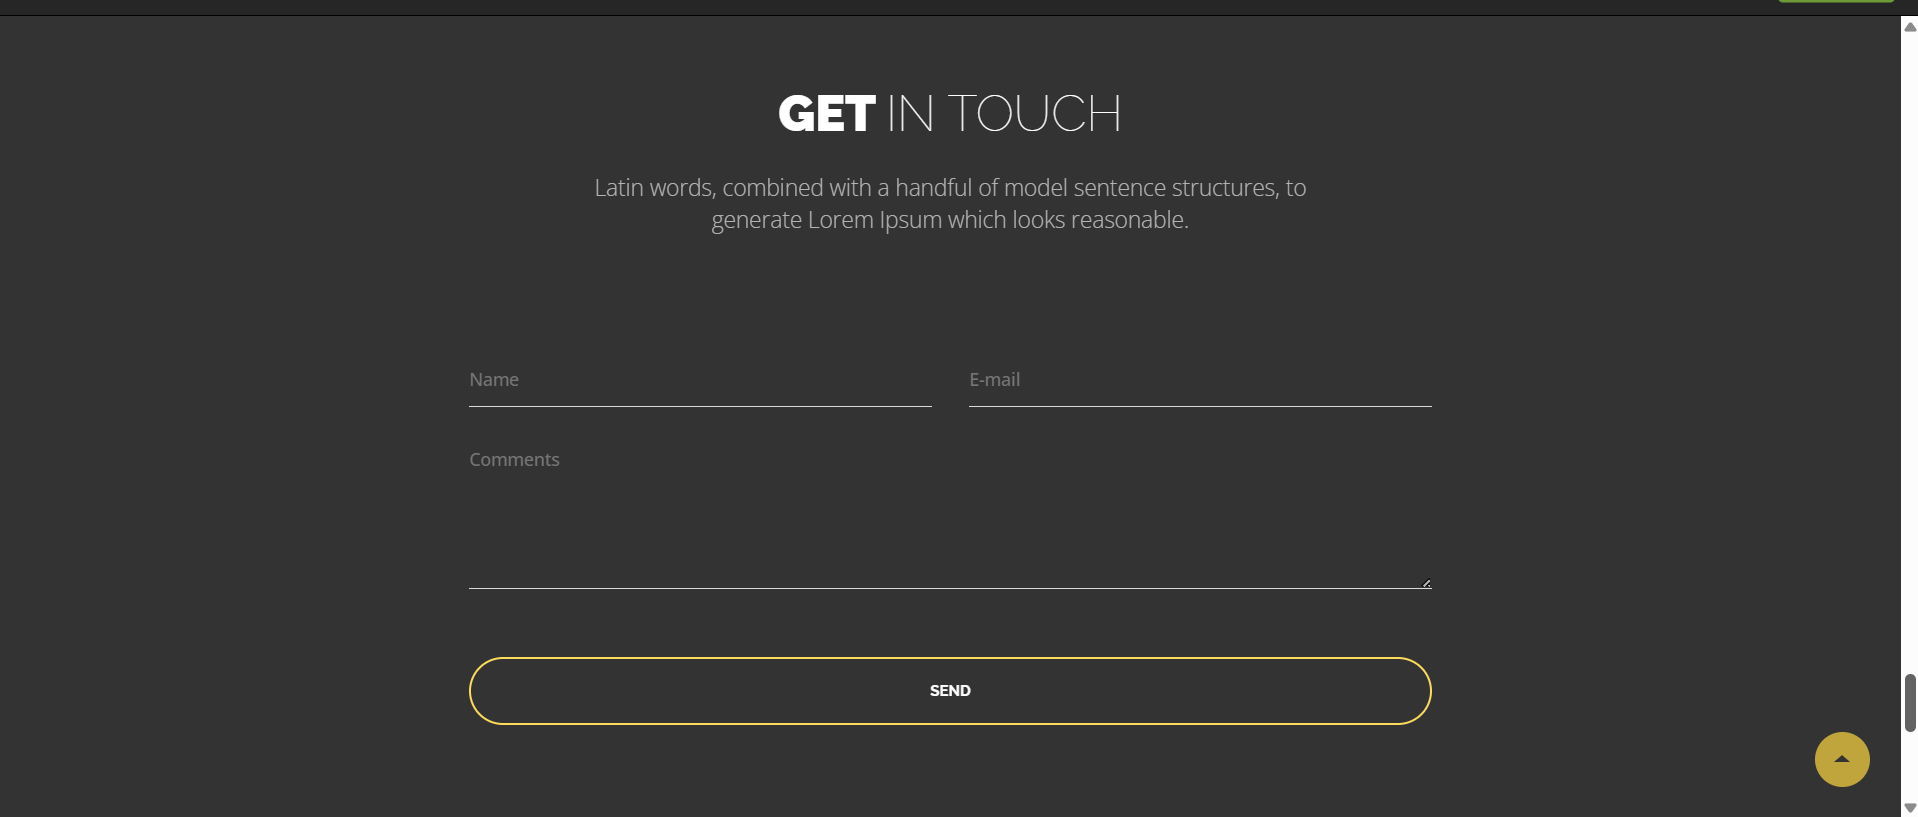 GET IN TOUCH
Latin words, combined with a handful of model sentence structures, to
generate Lorem Ipsum which looks reasonable.
Name
E-mail
Comments
SEND